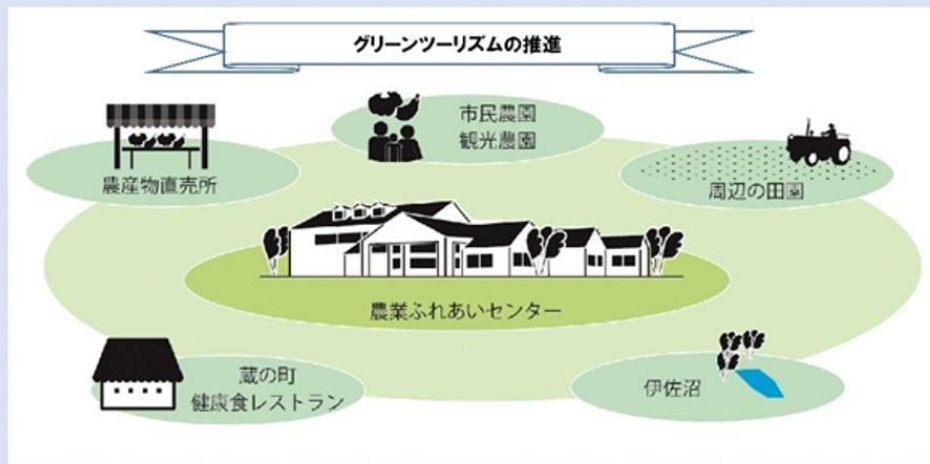 グリーンツーリズムの推進
市民農園
観光農園
農産物直売所
周辺の田園
農業ふれあいセンター
蔵の町
健康食レストラン
伊佐沼